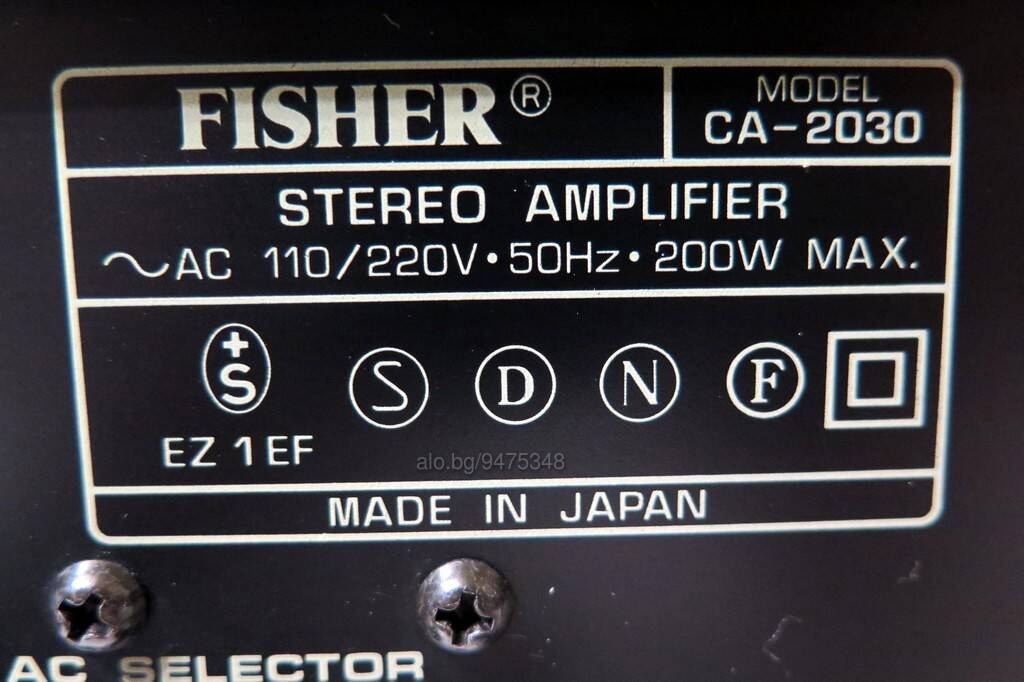 FISHER®
MODEL
CA-2030
STEREO AMPLIFIER
~AC 110/220V·50Hz·200W MAX.
+S
S D N F
EZ 1 EF
alo.bg/9475348
MADE IN JAPAN
AC SELECTOR